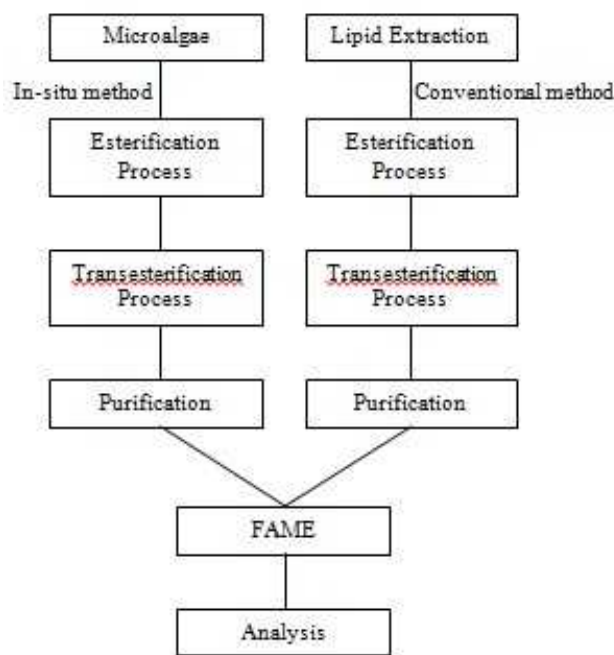 Microalgae
Lipid Extraction
In-situ method
Conventional method
Esterification
Process
Esterification
Process
Transesterification
Process
Transesterification
Process
Purification
Purification
FAME
Analysis